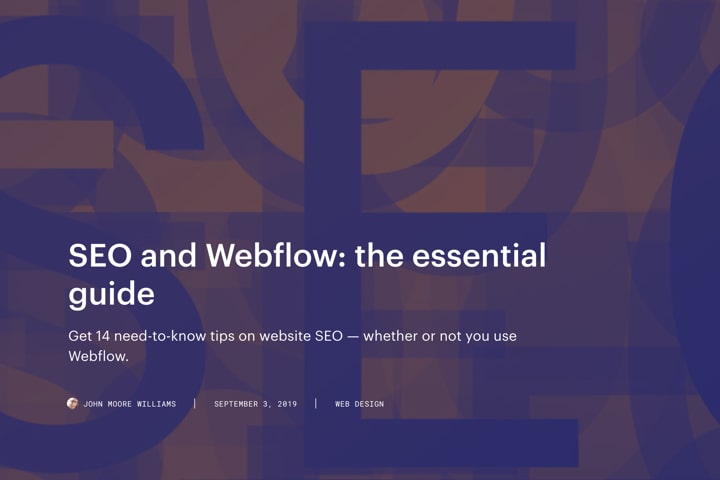 SEO and Webflow: the essential
guide
Get 14 need-to-know tips on website SEO — whether or not you use
Webflow.
JOHN MOORE WILLIAMS | SEPTEMBER 3, 2019 | WEB DESIGN